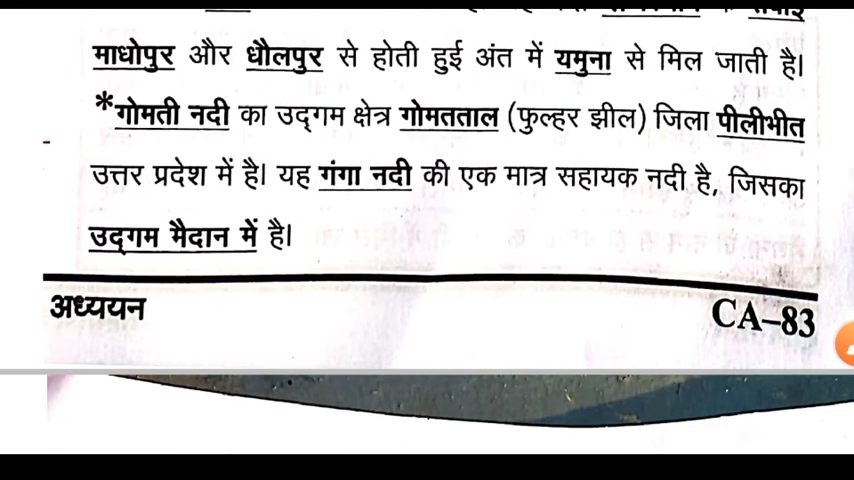 माधोपुर और धौलपुर से होती हुई अंत में यमुना से मिल जाती है।
*गोमती नदी का उद्गम क्षेत्र गोमतताल (फुल्हर झील) जिला पीलीभीत
उत्तर प्रदेश में है। यह गंगा नदी की एक मात्र सहायक नदी है, जिसका
उद्गम मैदान में है।
अध्ययन
CA–83